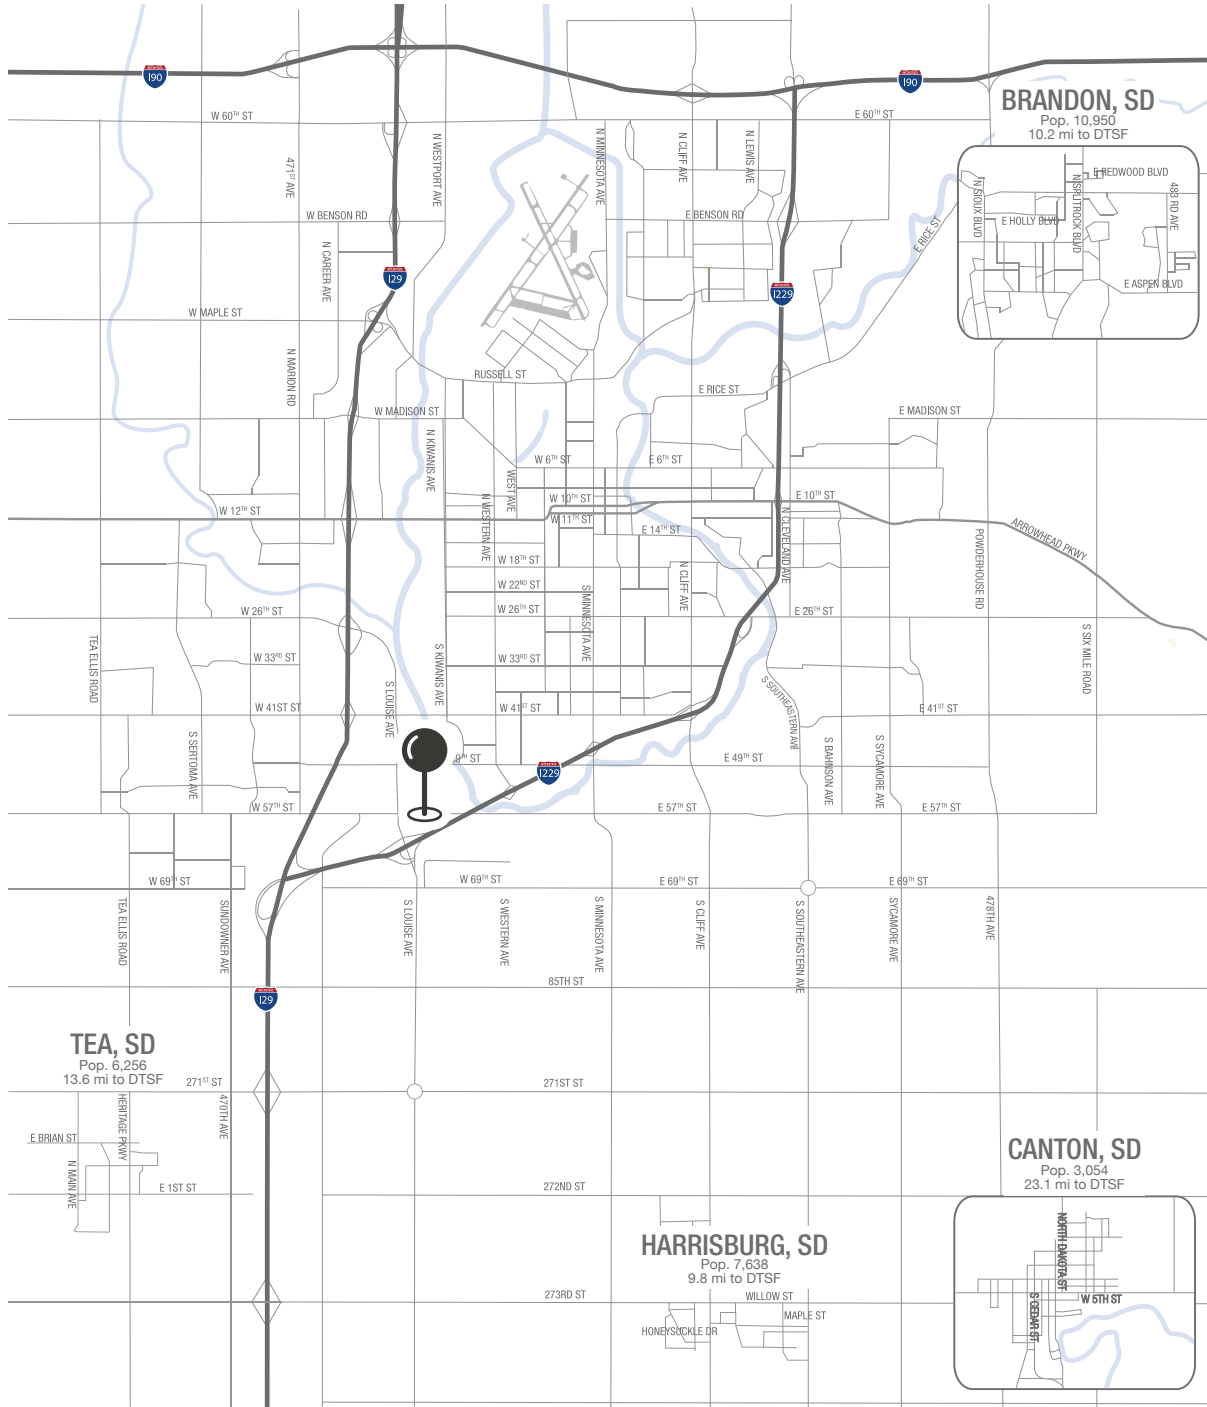 I90
I90
BRANDON, SD
Pop. 10,950
10.2 mi to DTSF
W 60TH ST
E 60TH ST
N WESTPORT AVE
N MINNESOTA AVE
N CLIFF AVE
N LEWIS AVE
471ST AVE
E REDWOOD BLVD
N SIOUX BLVD
N SPLITROCK BLVD
483 RD AVE
E HOLLY BLVD
E ASPEN BLVD
W BENSON RD
E BENSON RD
E RICE ST
N CAREER AVE
I29
I229
W MAPLE ST
N MARION RD
RUSSELL ST
E RICE ST
W MADISON ST
E MADISON ST
N KIWANIS AVE
W 6TH ST
E 6TH ST
WEST AVE
W 10TH ST
E 10TH ST
N WESTERN AVE
W 12TH ST
W 11TH ST
E 14TH ST
N CLEVELAND AVE
ARROWHEAD PKWY
POWDERHOUSE RD
W 18TH ST
N CLIFF AVE
W 22ND ST
S MINNESOTA AVE
W 26TH ST
W 26TH ST
E 26TH ST
TEA ELLIS ROAD
S SIX MILE ROAD
W 33RD ST
S KIWANIS AVE
W 33RD ST
S LOUISE AVE
S SOUTHEASTERN AVE
W 41ST ST
W 41ST ST
E 41ST ST
S SERTOMA AVE
9TH ST
E 49TH ST
S BAHNSON AVE
S SYCAMORE AVE
I229
W 57TH ST
E 57TH ST
E 57TH ST
W 69TH ST
W 69TH ST
E 69TH ST
E 69TH ST
TEA ELLIS ROAD
SUNDOWNER AVE
S LOUISE AVE
S WESTERN AVE
S MINNESOTA AVE
S CLIFF AVE
S SOUTHEASTERN AVE
SYCAMORE AVE
478TH AVE
85TH ST
I29
TEA, SD
Pop. 6,256
13.6 mi to DTSF
271ST ST
271ST ST
HERITAGE PKWY
470TH AVE
E BRIAN ST
N MAIN AVE
E 1ST ST
272ND ST
CANTON, SD
Pop. 3,054
23.1 mi to DTSF
NORTH DAKOTA ST
W 5TH ST
S CEDAR ST
HARRISBURG, SD
Pop. 7,638
9.8 mi to DTSF
273RD ST
WILLOW ST
MAPLE ST
HONEYSUCKLE DR